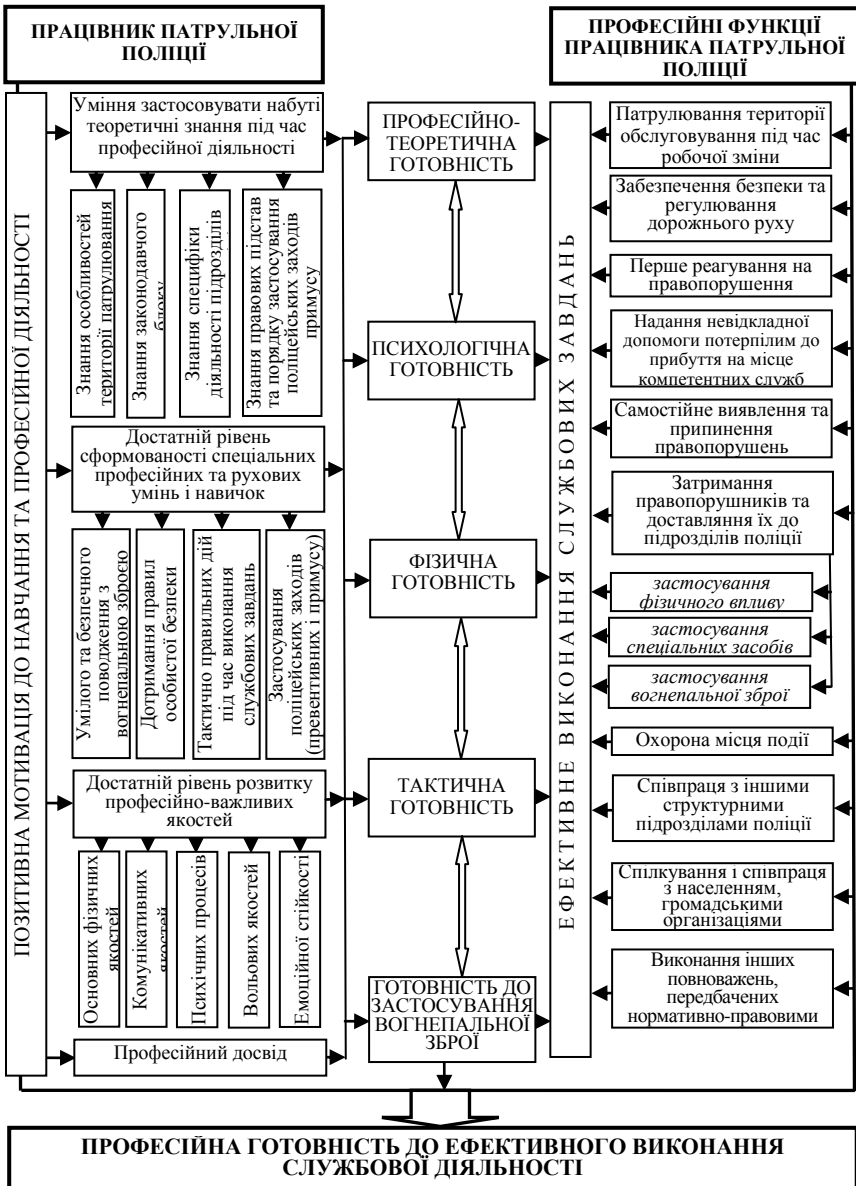 ПРАЦІВНИК ПАТРУЛЬНОЇ
ПОЛІЦІЇ
ПРОФЕСІЙНІ ФУНКЦІЇ
ПРАЦІВНИКА ПАТРУЛЬНОЇ
ПОЛІЦІЇ
ПОЗИТИВНА МОТИВАЦІЯ ДО НАВЧАННЯ ТА ПРОФЕСІЙНОЇ ДІЯЛЬНОСТІ
Уміння застосовувати набуті
теоретичні знання під час
професійної діяльності
Знання особливостей
території патрулювання
Знання законодавчого
блоку
Знання специфіки
діяльності підрозділів
Знання правових підстав
та порядку застосування
поліцейських заходів
примусу
Достатній рівень
сформованості спеціальних
професійних та рухових
умінь і навичок
Умілого та безпечного
поводження з
вогнепальною зброєю
Дотримання правил
особистої безпеки
Тактично правильних дій
під час виконання
службових завдань
Застосування
поліцейських заходів
(превентивних і примусу)
Достатній рівень розвитку
професійно-важливих
якостей
Основних фізичних
якостей
Комунікативних
якостей
Психічних процесів
Вольових якостей
Емоційної стійкості
Професійний досвід
ПРОФЕСІЙНО-
ТЕОРЕТИЧНА
ГОТОВНІСТЬ
ПСИХОЛОГІЧНА
ГОТОВНІСТЬ
ФІЗИЧНА
ГОТОВНІСТЬ
ТАКТИЧНА
ГОТОВНІСТЬ
ГОТОВНІСТЬ ДО
ЗАСТОСУВАННЯ
ВОГНЕПАЛЬНОЇ
ЗБРОЇ
ЕФЕКТИВНЕ ВИКОНАННЯ СЛУЖБОВИХ ЗАВДАНЬ
Патрулювання території
обслуговування під час
робочої зміни
Забезпечення безпеки та
регулювання
дорожнього руху
Перше реагування на
правопорушення
Надання невідкладної
допомоги потерпілим до
прибуття на місце
компетентних служб
Самостійне виявлення та
припинення
правопорушень
Затримання
правопорушників та
доставляння їх до
підрозділів поліції
застосування
фізичного впливу
застосування
спеціальних засобів
застосування
вогнепальної зброї
Охорона місця події
Співпраця з іншими
структурними
підрозділами поліції
Спілкування і співпраця
з населенням,
громадськими
організаціями
Виконання інших
повноважень,
передбачених
нормативно-правовими
ПРОФЕСІЙНА ГОТОВНІСТЬ ДО ЕФЕКТИВНОГО ВИКОНАННЯ
СЛУЖБОВОЇ ДІЯЛЬНОСТІ